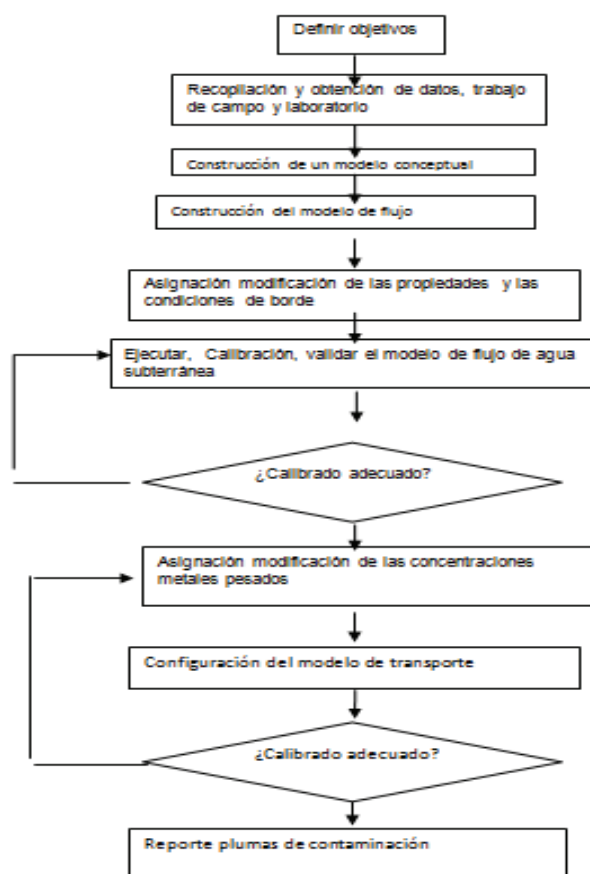 Definir objetivos
Recopilación y obtención de datos, trabajo
de campo y laboratorio
Construcción de un modelo conceptual
Construcción del modelo de flujo
Asignación modificación de las propiedades y las
condiciones de borde
Ejecutar, Calibración, validar el modelo de flujo de agua
subterránea
¿Calibrado adecuado?
Asignación modificación de las concentraciones
metales pesados
Configuración del modelo de transporte
¿Calibrado adecuado?
Reporte plumas de contaminación